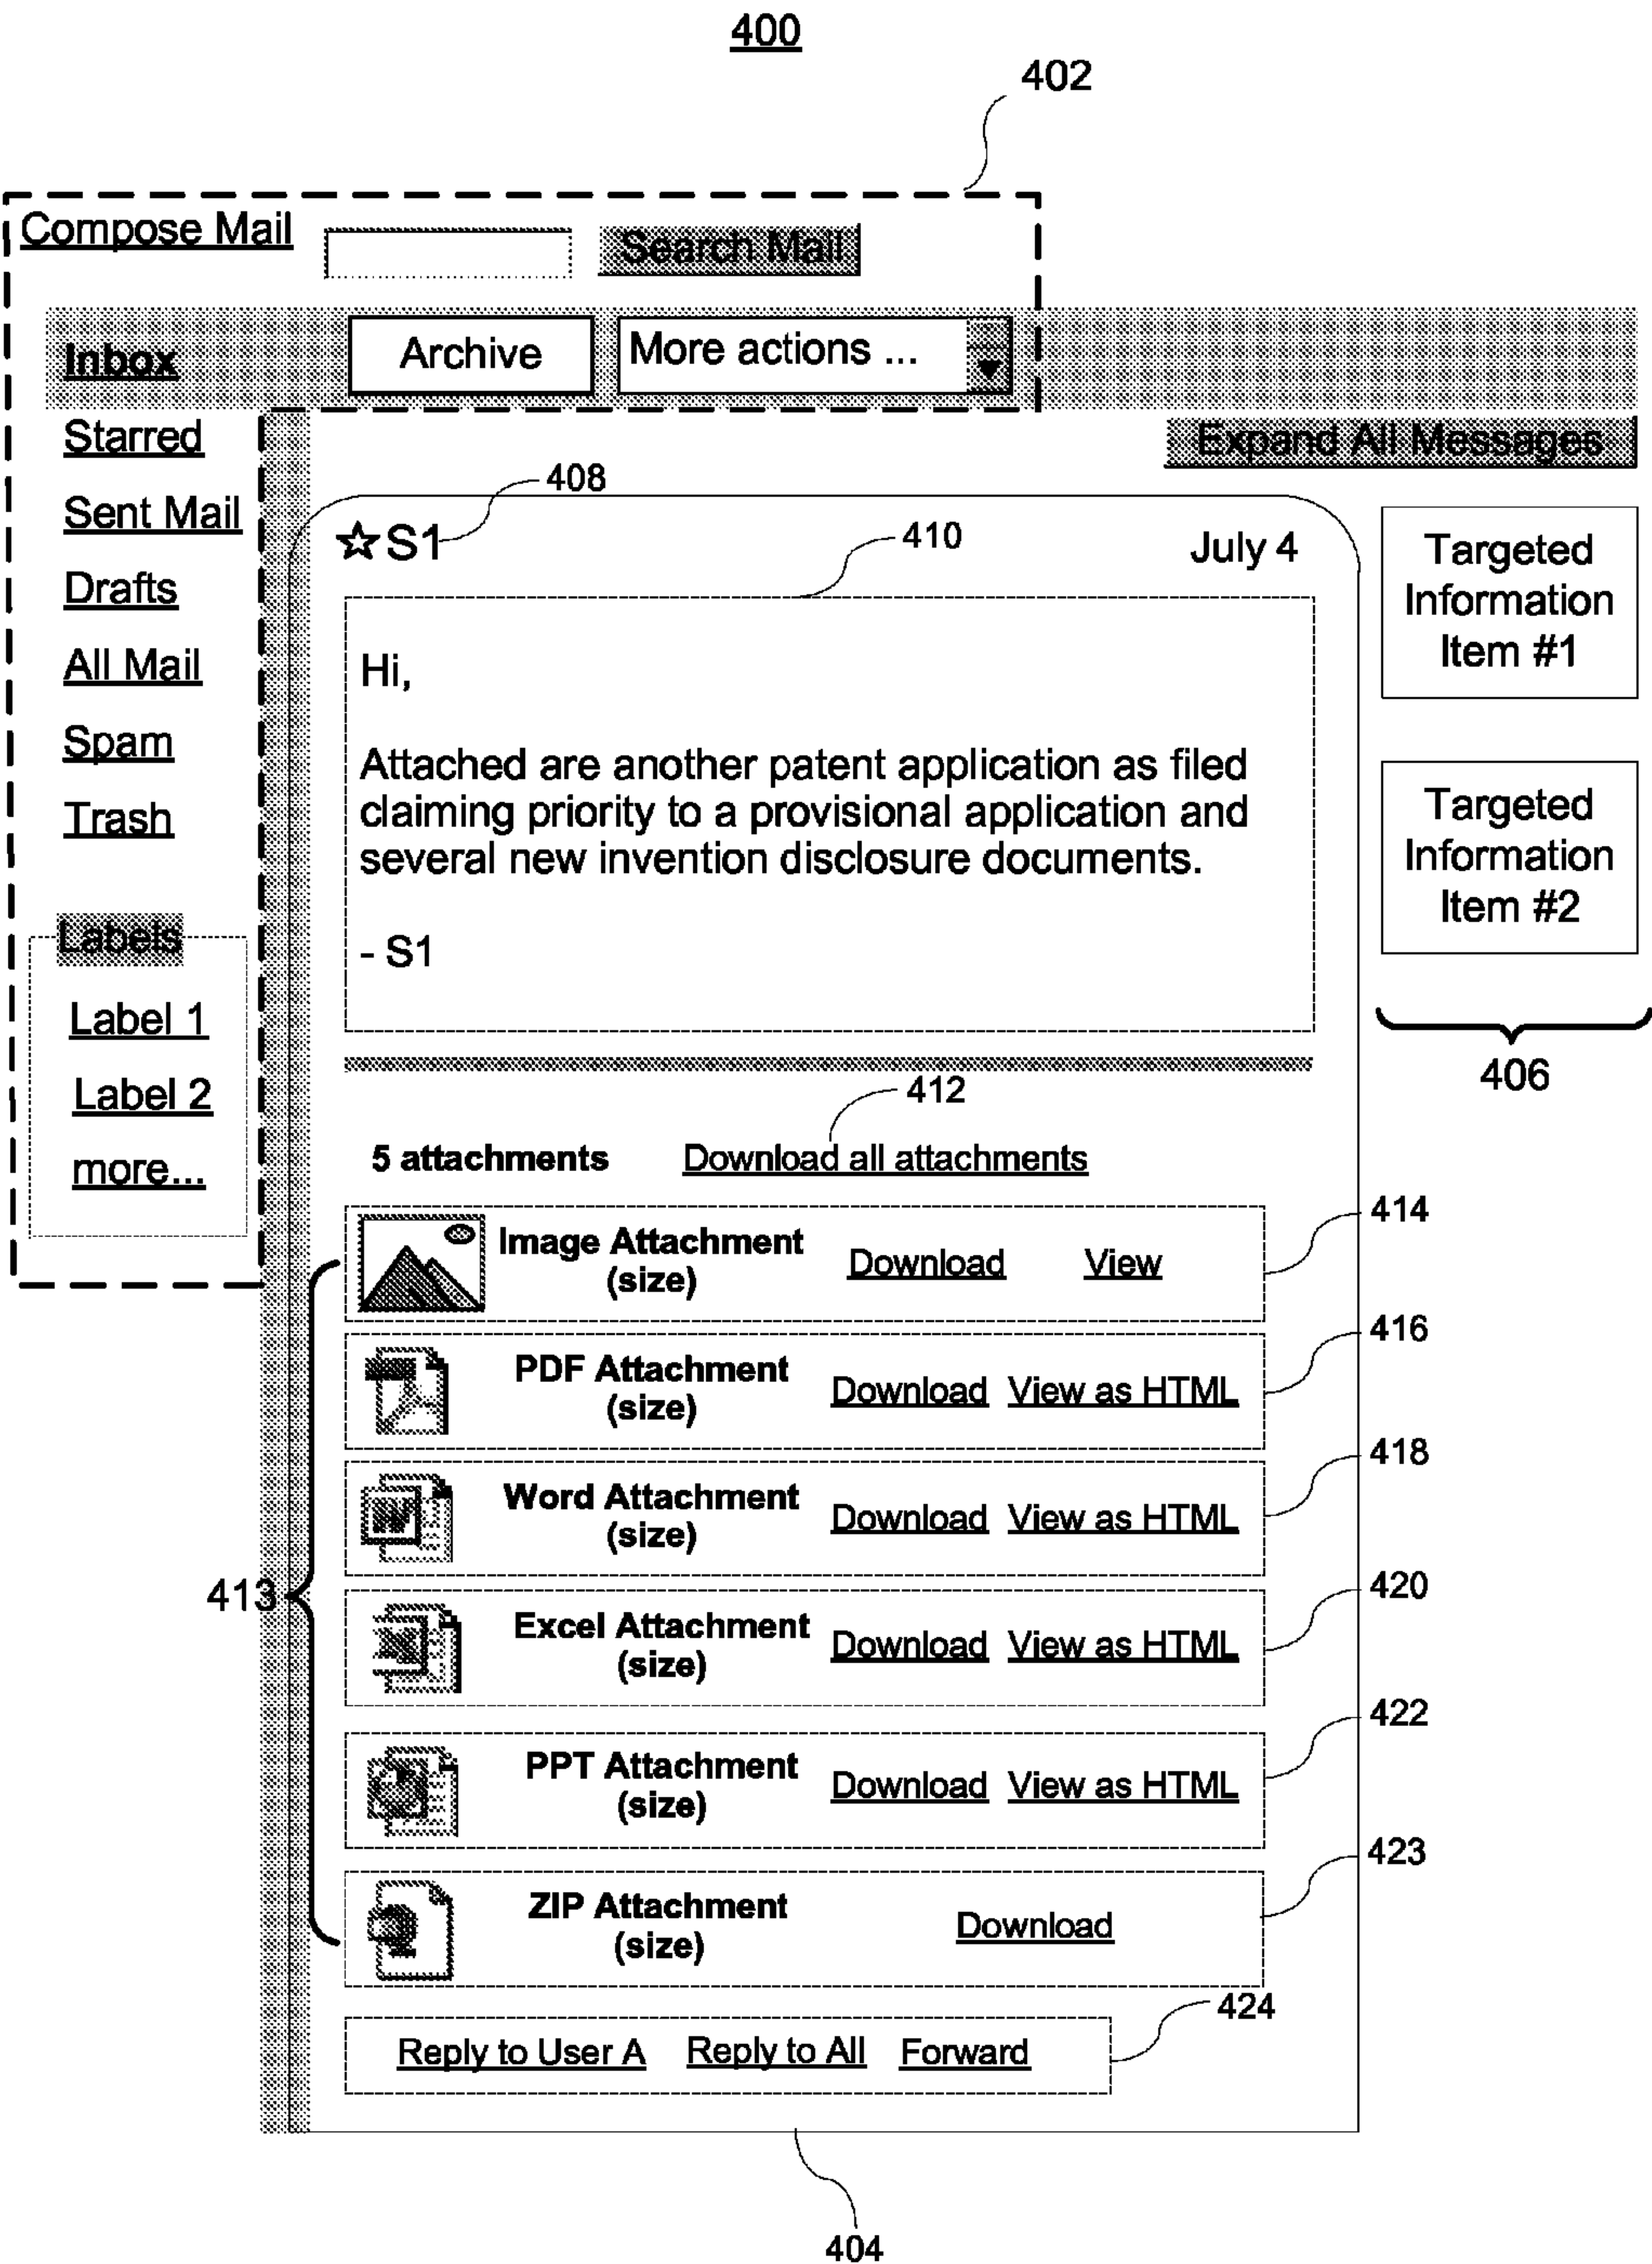 400
402
Compose Mail
Search Mail
Inbox
Archive
More actions ...
Starred
Sent Mail
Drafts
All Mail
Spam
Trash
Labels
Label 1
Label 2
more...
Expand All Messages
408
☆S1
410
July 4
Hi,
Attached are another patent application as filed
claiming priority to a provisional application and
several new invention disclosure documents.
- S1
Targeted
Information
Item #1
Targeted
Information
Item #2
406
412
5 attachments Download all attachments
413
Image Attachment
(size)
Download View
414
PDF Attachment
(size)
Download View as HTML
416
Word Attachment
(size)
Download View as HTML
418
Excel Attachment
(size)
Download View as HTML
420
PPT Attachment
(size)
Download View as HTML
422
ZIP Attachment
(size)
Download
423
Reply to User A Reply to All Forward
424
404